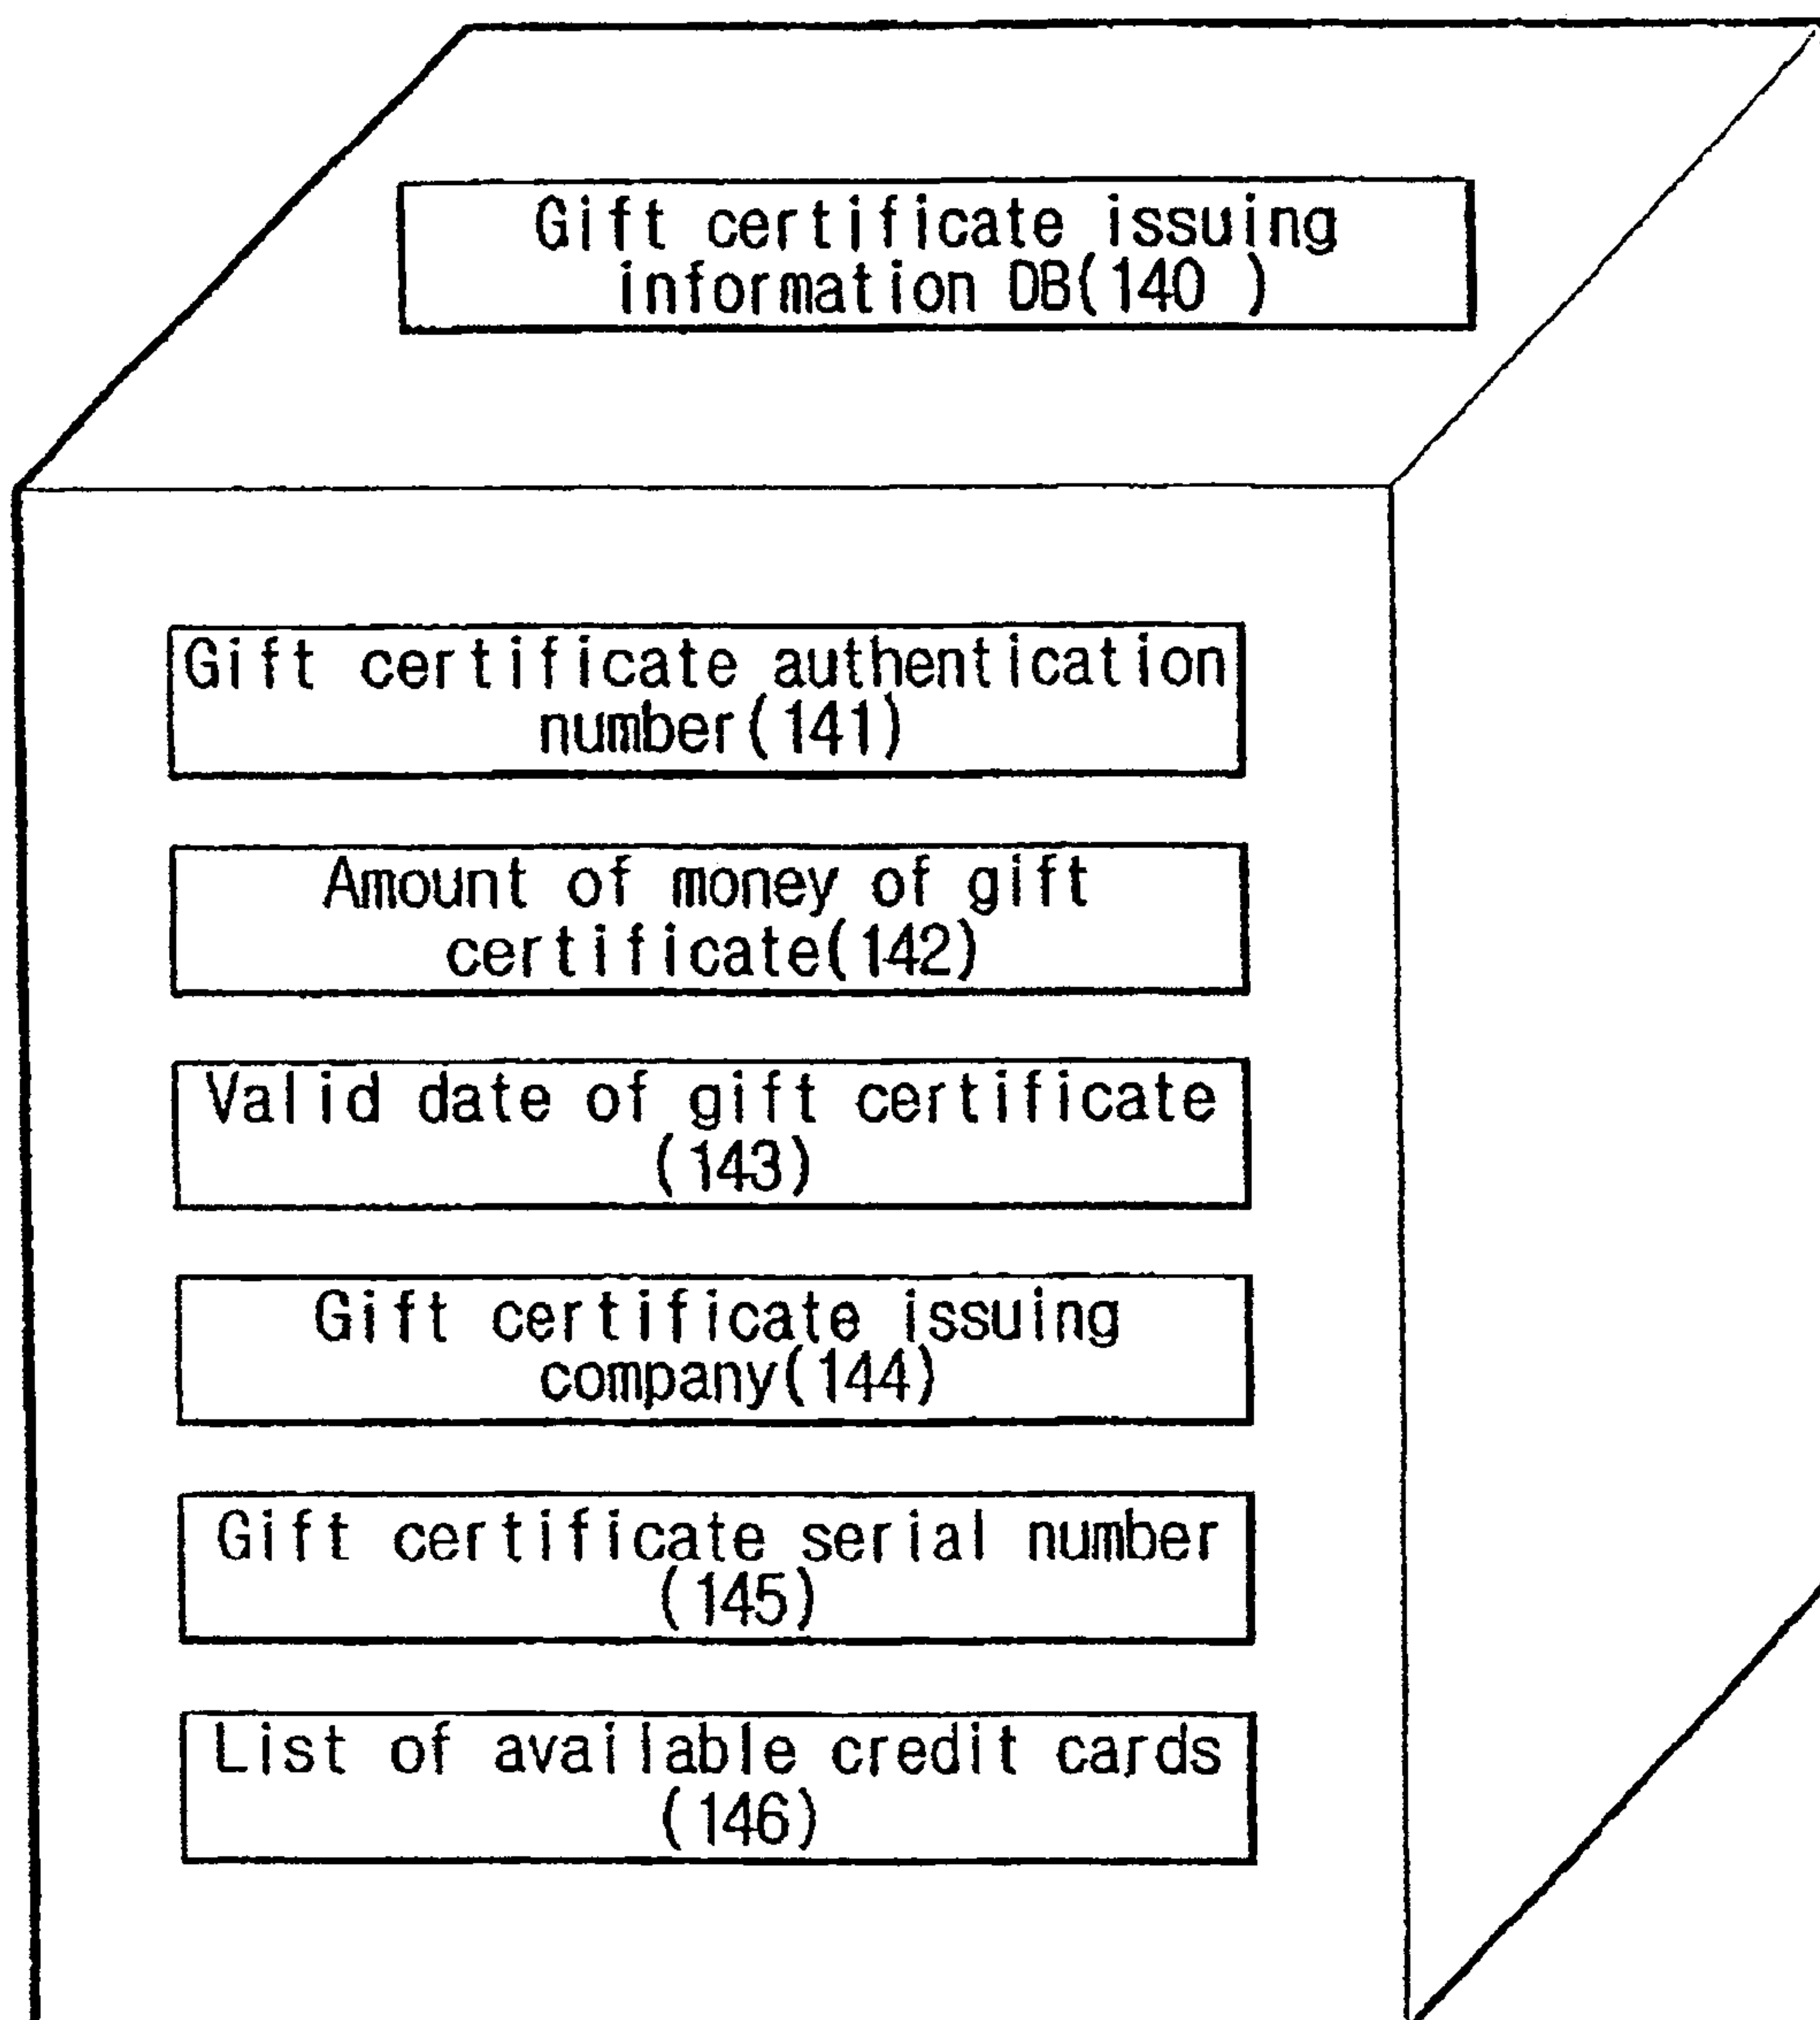 Gift certificate issuing
information DB(140 )
Gift certificate authentication
number(141)
Amount of money of gift
certificate(142)
Valid date of gift certificate
(143)
Gift certificate issuing
company(144)
Gift certificate serial number
(145)
List of available credit cards
(146)